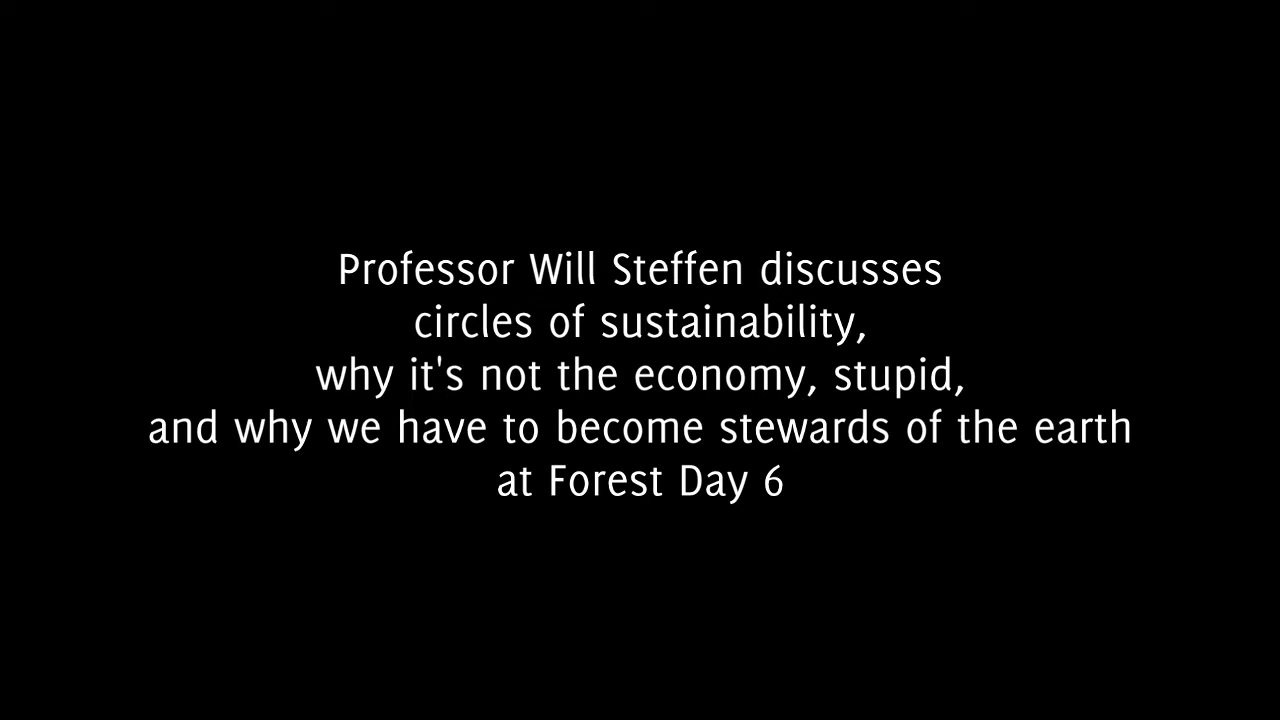 Professor Will Steffen discusses
circles of sustainability,
why it's not the economy, stupid,
and why we have to become stewards of the earth
at Forest Day 6